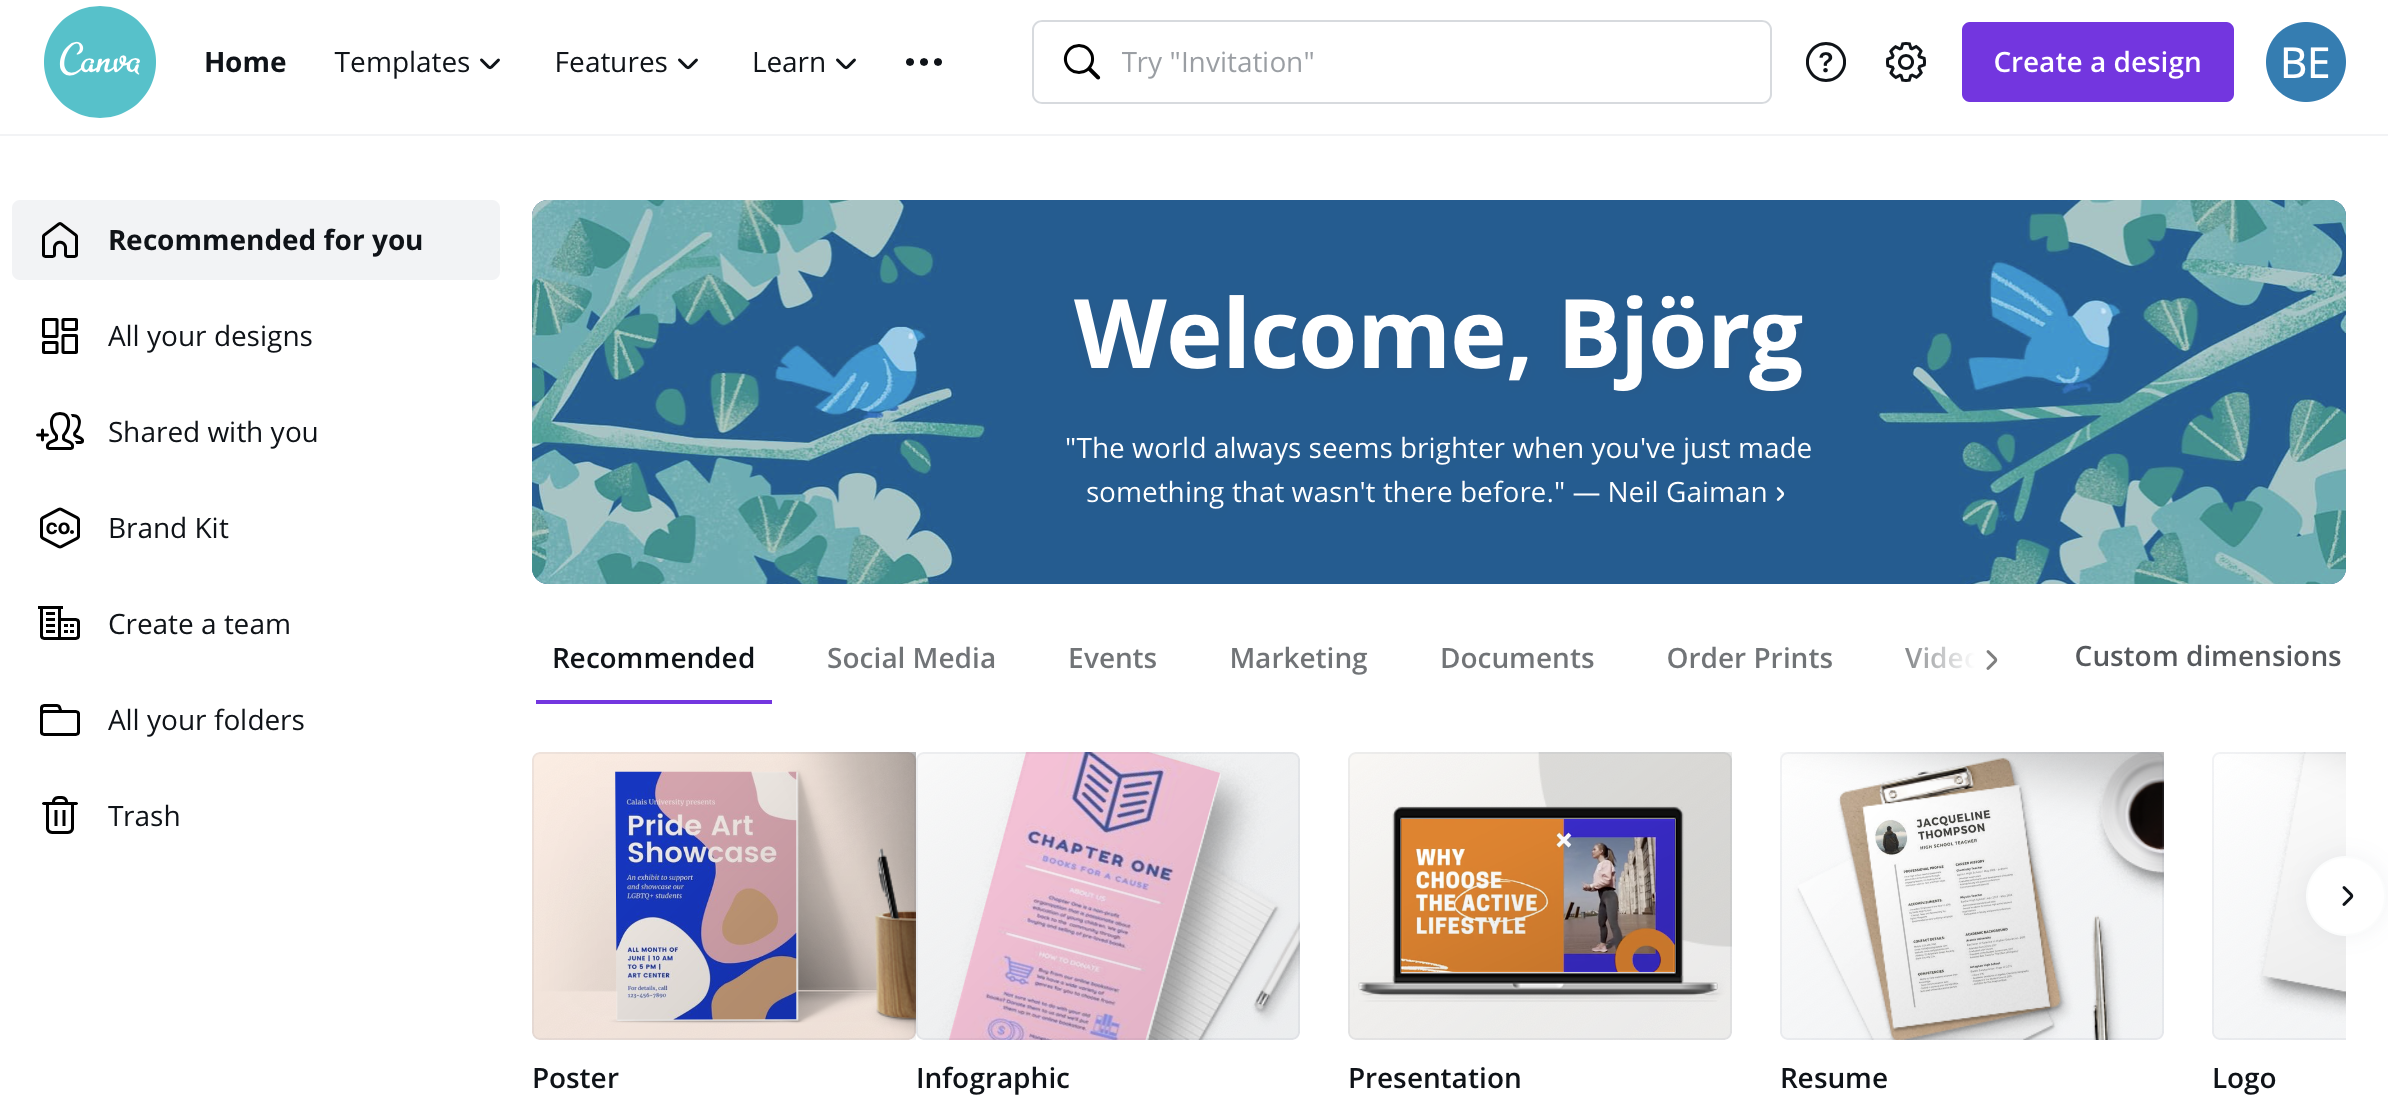 Canva
Home
Templates
Features
Learn
Try "Invitation"
?
Create a design
BE
Recommended for you
All your designs
Shared with you
CO.
Brand Kit
Create a team
All your folders
Trash
Welcome, Björg
"The world always seems brighter when you've just made
something that wasn't there before." — Neil Gaiman ›
Recommended
Social Media
Events
Marketing
Documents
Order Prints
Video
Custom dimensions
Calais University presents
Pride Art
Showcase
An exhibit to support
and showcase our
LGBTQ+ students
ALL MONTH OF
JUNE | 10 AM
TO 5 PM |
ART CENTER
For details, call
123-456-7890
CHAPTER ONE
BOOKS FOR A CAUSE
ABOUT US
HOW TO DONATE
WHY
CHOOSE
THE ACTIVE
LIFESTYLE
JACQUELINE
THOMPSON
HIGH SCHOOL TEACHER
Poster
Infographic
Presentation
Resume
Logo